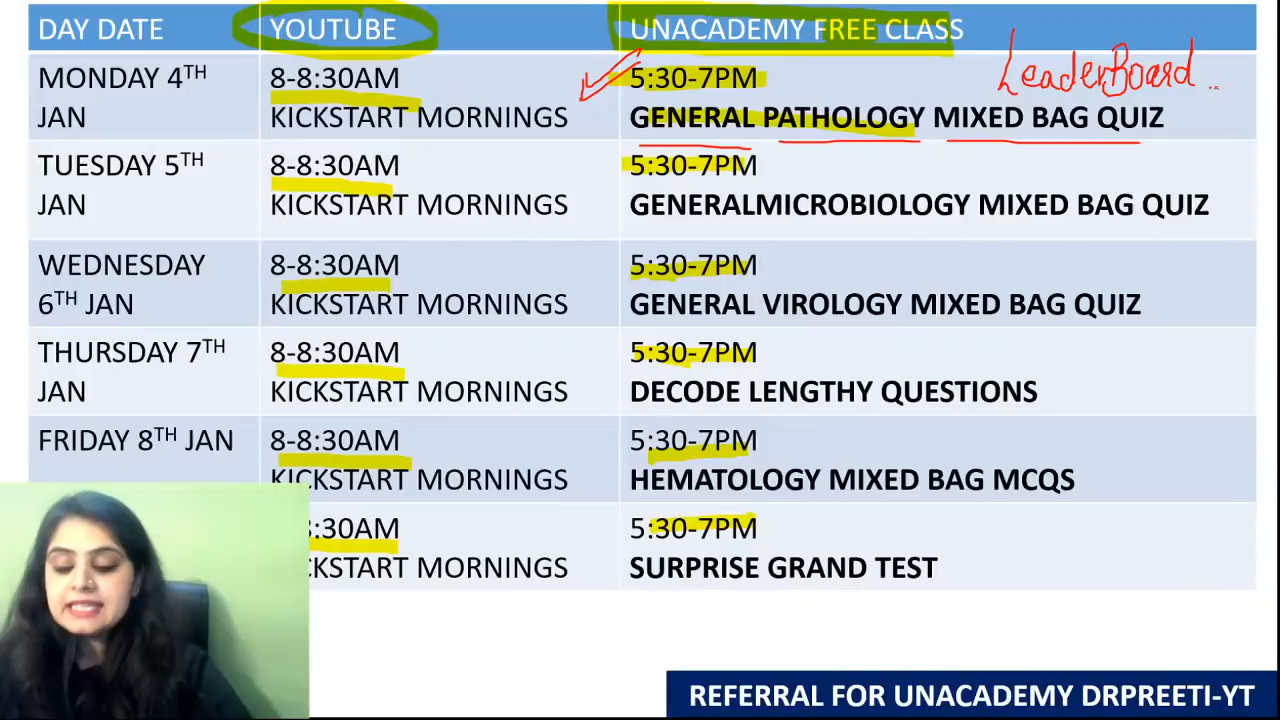 DAY DATE
YOUTUBE
UNACADEMY FREE CLASS
MONDAY 4TH
JAN
8-8:30AM
KICKSTART MORNINGS
5:30-7PM
LeaderBoard
GENERAL PATHOLOGY MIXED BAG QUIZ
TUESDAY 5TH
JAN
8-8:30AM
KICKSTART MORNINGS
5:30-7PM
GENERALMICROBIOLOGY MIXED BAG QUIZ
WEDNESDAY
6TH JAN
8-8:30AM
KICKSTART MORNINGS
5:30-7PM
GENERAL VIROLOGY MIXED BAG QUIZ
THURSDAY 7TH
JAN
8-8:30AM
KICKSTART MORNINGS
5:30-7PM
DECODE LENGTHY QUESTIONS
FRIDAY 8TH JAN
8-8:30AM
KICKSTART MORNINGS
5:30-7PM
HEMATOLOGY MIXED BAG MCQS
:30AM
MORNINGS
5:30-7PM
SURPRISE GRAND TEST
REFERRAL FOR UNACADEMY DRPREETI-YT